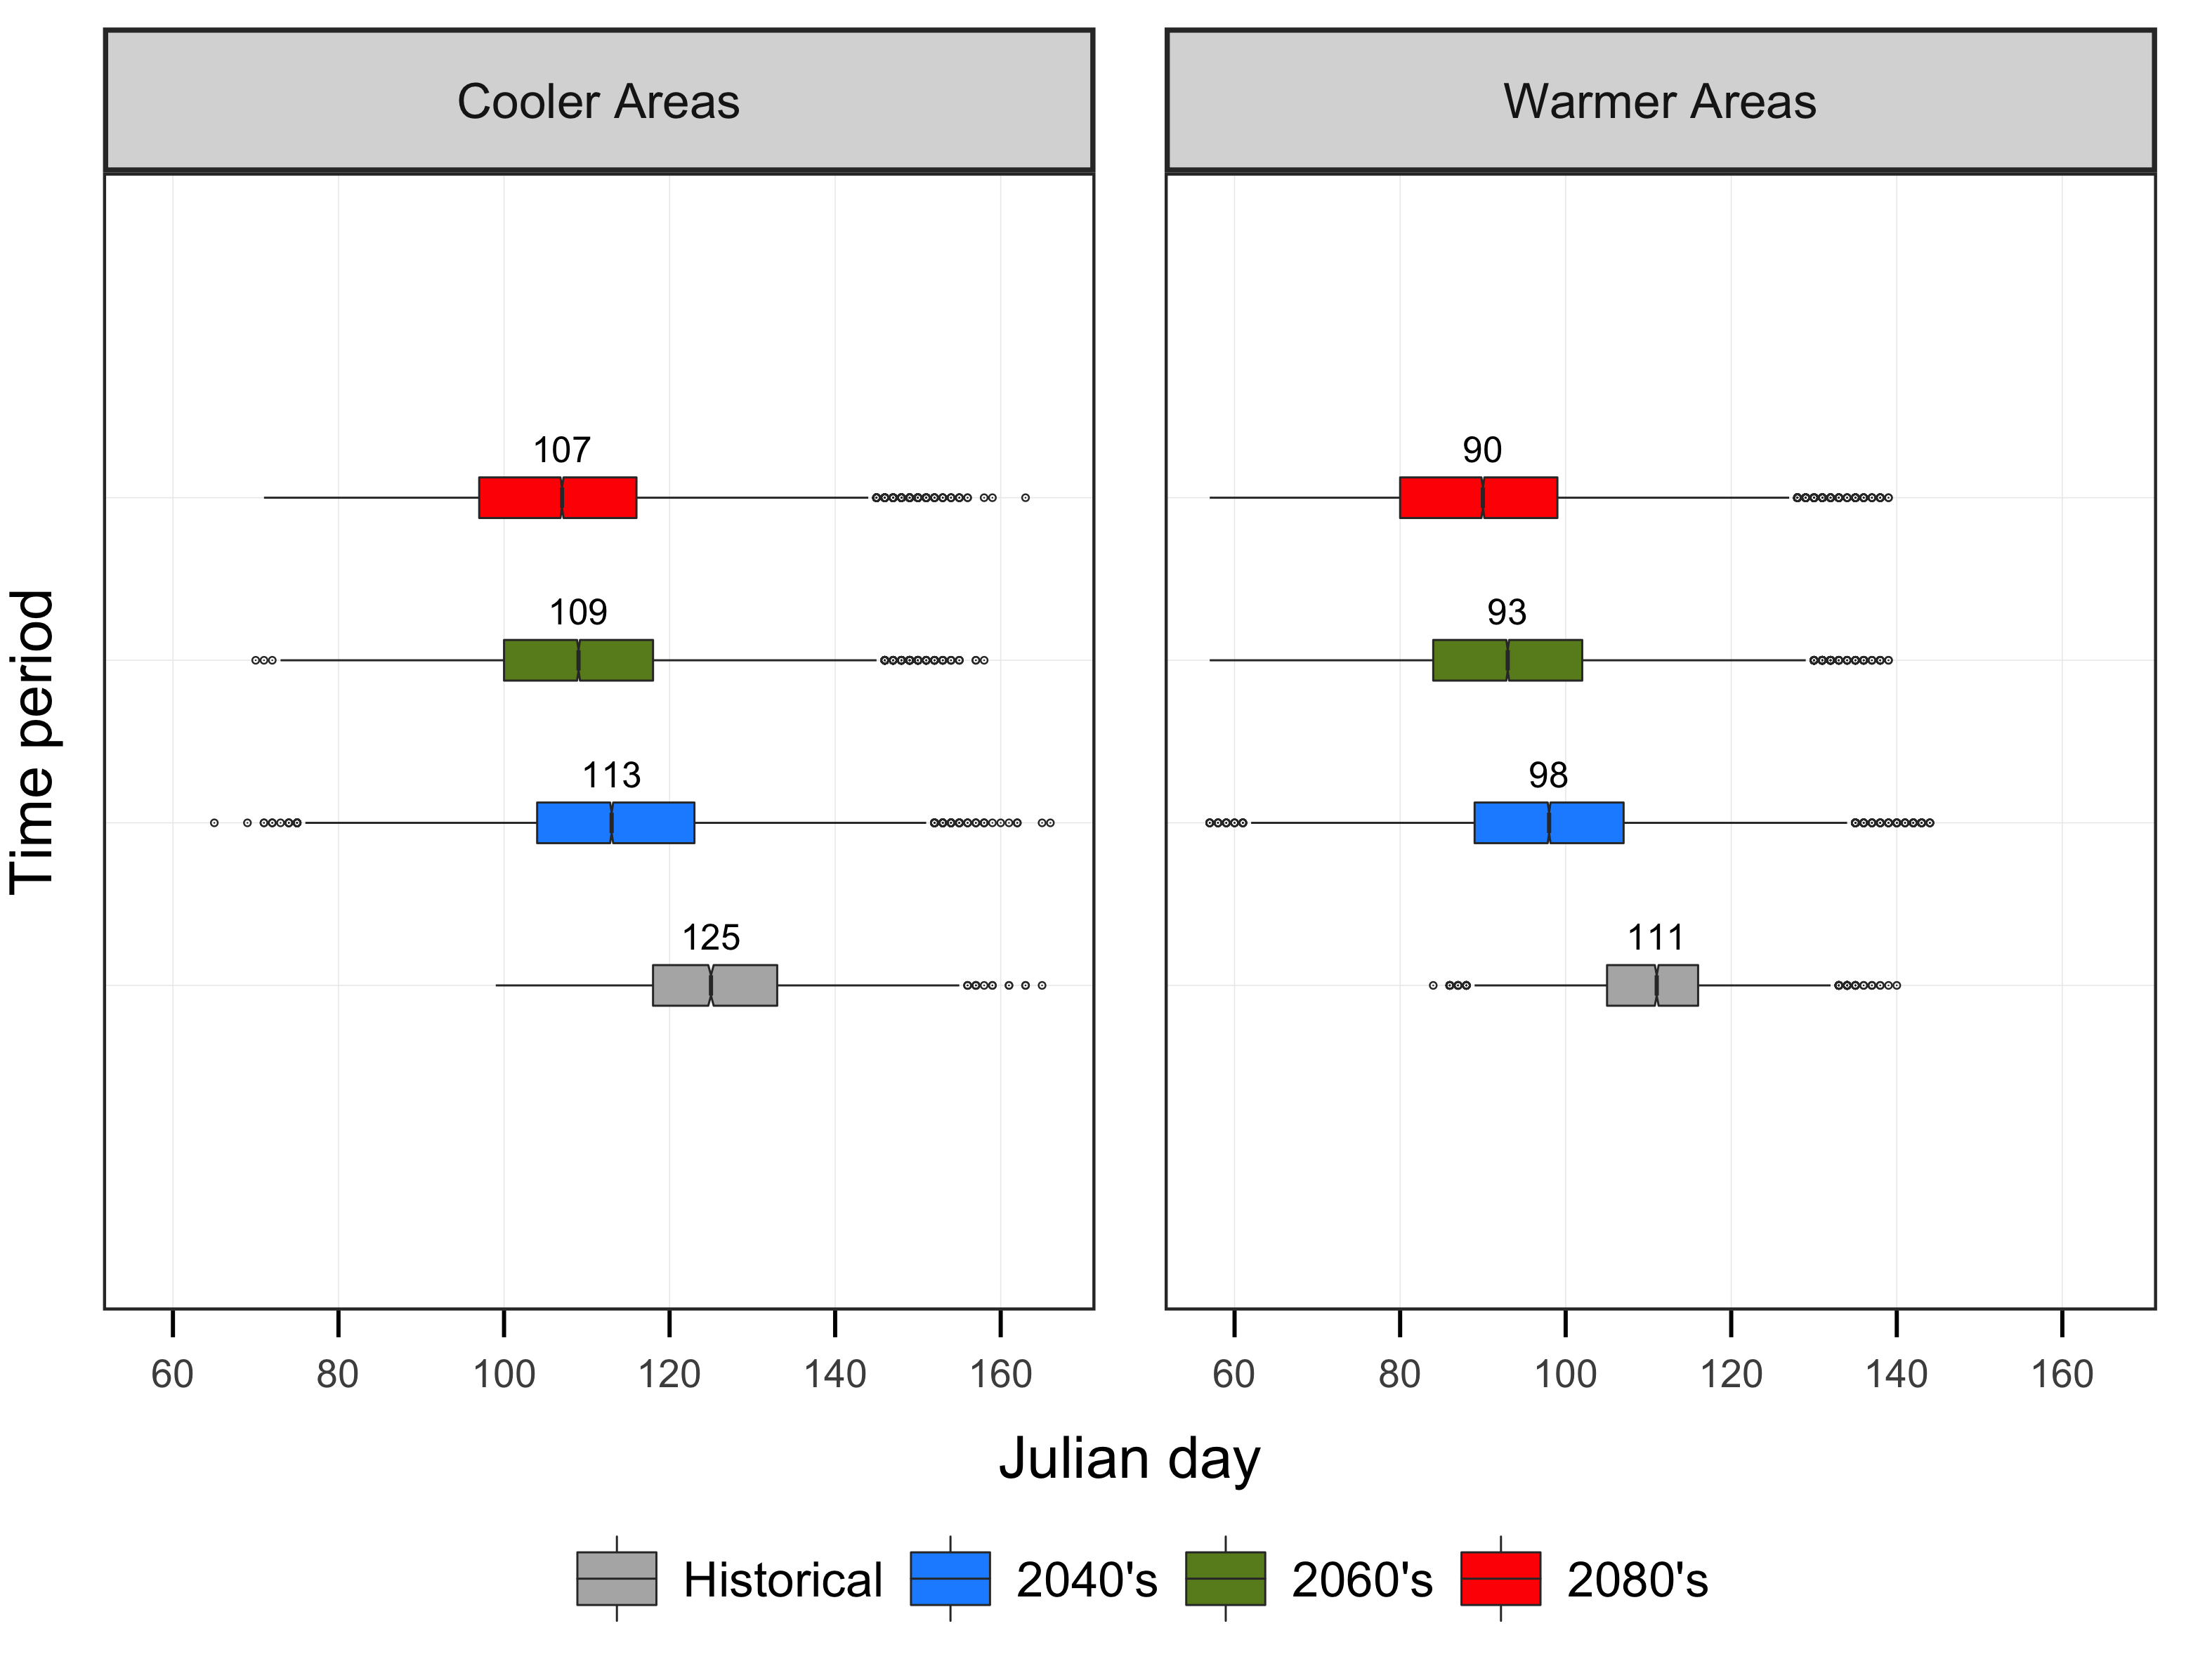 Cooler Areas
Warmer Areas
Time period
107
109
113
125
90
93
98
111
60 80 100 120 140 160
60 80 100 120 140 160
Julian day
Historical 2040's 2060's 2080's